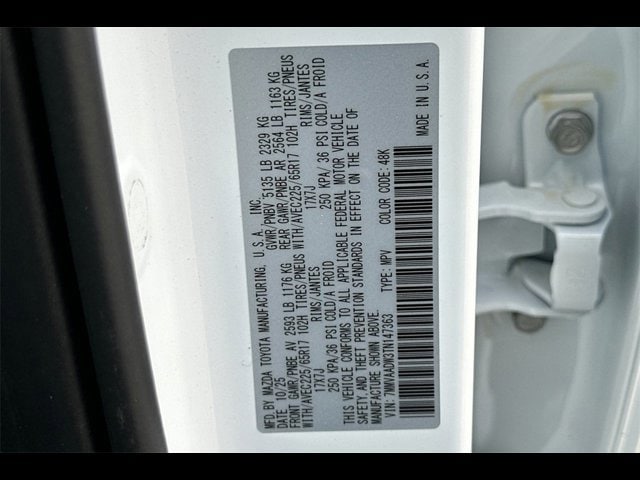 MFD. BY MAZDA TOYOTA MANUFACTURING, U.S.A., INC.
DATE 10/25 GVWR/PNBV 5135 LB 2329 KG
FRONT GAWR/PNBE AV 2593 LB 1176 KG REAR GAWR/PNBE AR 2564 LB 1163 KG
WITH/AVEC225/65R17 102H TIRES/PNEUS WITH/AVEC225/65R17 102H TIRES/PNEUS
17X7J RIMS/JANTES 17X7J RIMS/JANTES
250 KPA/36 PSI COLD/A FROID 250 KPA/ 36 PSI COLD/A FROID
THIS VEHICLE CONFORMS TO ALL APPLICABLE FEDERAL MOTOR VEHICLE
SAFETY, AND THEFT PREVENTION STANDARDS IN EFFECT ON THE DATE OF
MANUFACTURE SHOWN ABOVE.
VIN: 7MMVAADW3TN147363 TYPE: MPV COLOR CODE: 48K
MADE IN U.S.A.